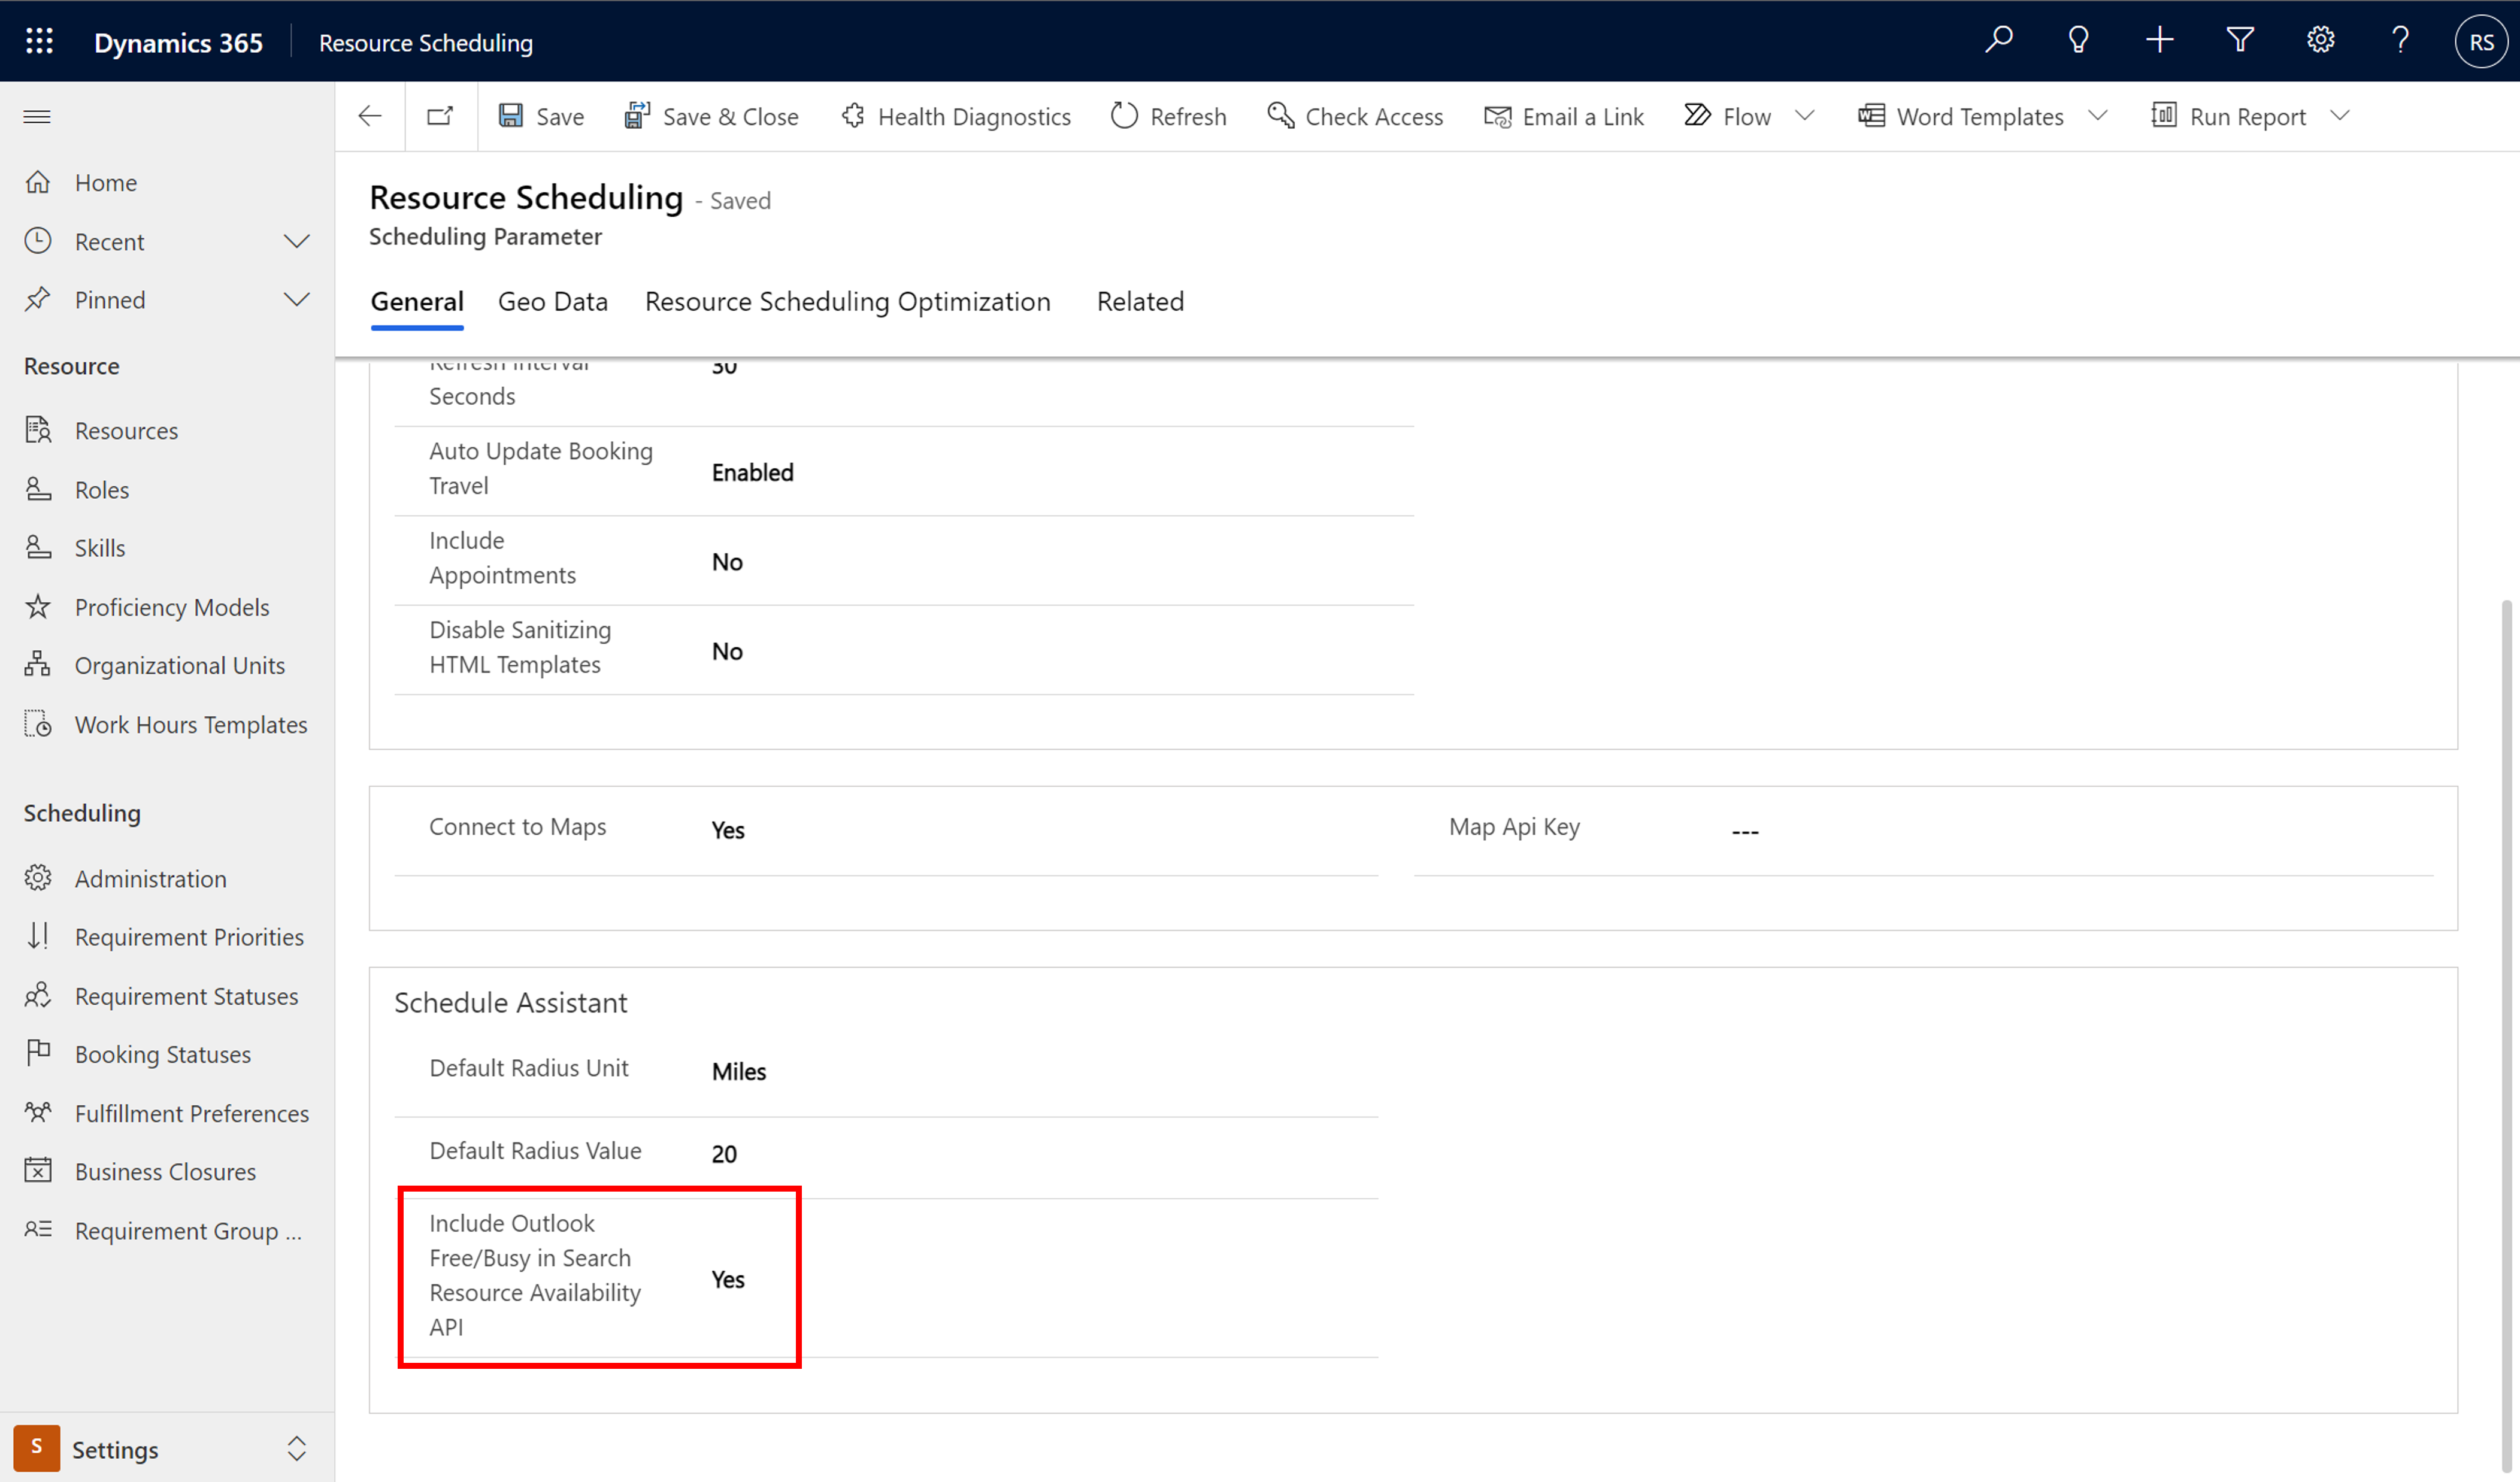 Dynamics 365
Resource Scheduling
RS
Save
Save & Close
Health Diagnostics
Refresh
Check Access
Email a Link
Flow
Word Templates
Run Report
Home
Recent
Pinned
Resource
Resources
Roles
Skills
Proficiency Models
Organizational Units
Work Hours Templates
Scheduling
Administration
Requirement Priorities
Requirement Statuses
Booking Statuses
Fulfillment Preferences
Business Closures
Requirement Group ...
S
Settings
Resource Scheduling - Saved
Scheduling Parameter
General
Geo Data
Resource Scheduling Optimization
Related
Refresh Interval
Seconds
30
Auto Update Booking
Travel
Enabled
Include
Appointments
No
Disable Sanitizing
HTML Templates
No
Connect to Maps
Yes
Map Api Key
---
Schedule Assistant
Default Radius Unit
Miles
Default Radius Value
20
Include Outlook
Free/Busy in Search
Resource Availability
API
Yes